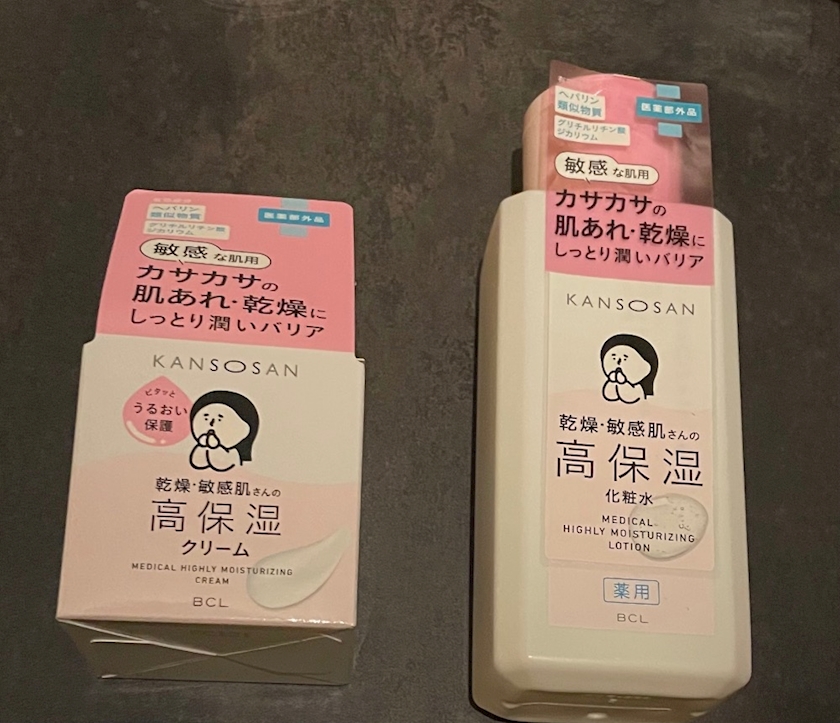 ヘパリン
類似物質
グリチルリチン酸
ジカリウム
医薬部外品
敏感な肌用
カサカサの
肌あれ・乾燥に
しっとり潤いバリア
KANSOSAN
ピタッと
うるおい
保護
乾燥・敏感肌さんの
高保湿
クリーム
MEDICAL HIGHLY MOISTURIZING
CREAM
BCL
ヘパリン
類似物質
グリチルリチン酸
ジカリウム
医薬部外品
敏感な肌用
カサカサの
肌あれ・乾燥に
しっとり潤いバリア
KANSOSAN
乾燥・敏感肌さんの
高保湿
化粧水
MEDICAL
HIGHLY MOISTURIZING
LOTION
薬用
BCL